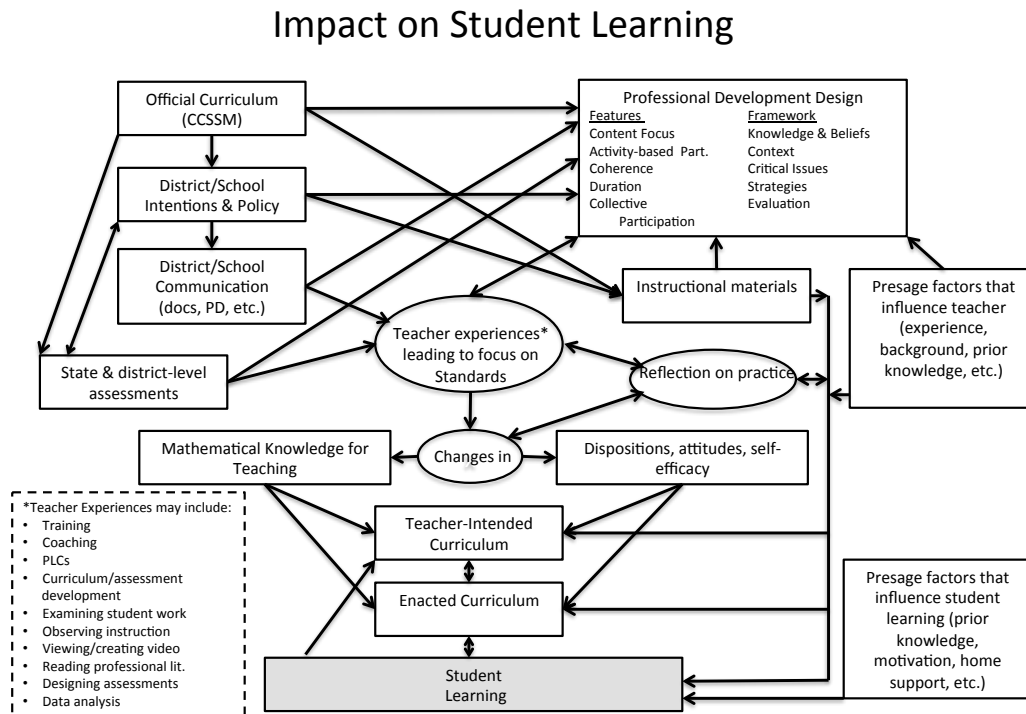 Impact on Student Learning
Official Curriculum
(CCSSM)
Professional Development Design
Features
Framework
Content Focus
Knowledge & Beliefs
Activity-based Part.
Context
Coherence
Critical Issues
Duration
Strategies
Collective
Evaluation
Participation
District/School
Intentions & Policy
District/School
Communication
(docs, PD, etc.)
Instructional materials
Presage factors that
influence teacher
(experience,
background, prior
knowledge, etc.)
Teacher experiences*
leading to focus on
Standards
State & district-level
assessments
Reflection on practice
Mathematical Knowledge for
Teaching
Changes in
Dispositions, attitudes, self-
efficacy
*Teacher Experiences may include:
• Training
• Coaching
• PLCs
• Curriculum/assessment
development
• Examining student work
• Observing instruction
• Viewing/creating video
• Reading professional lit.
• Designing assessments
• Data analysis
Teacher-Intended
Curriculum
Enacted Curriculum
Presage factors that
influence student
learning (prior
knowledge,
motivation, home
support, etc.)
Student
Learning